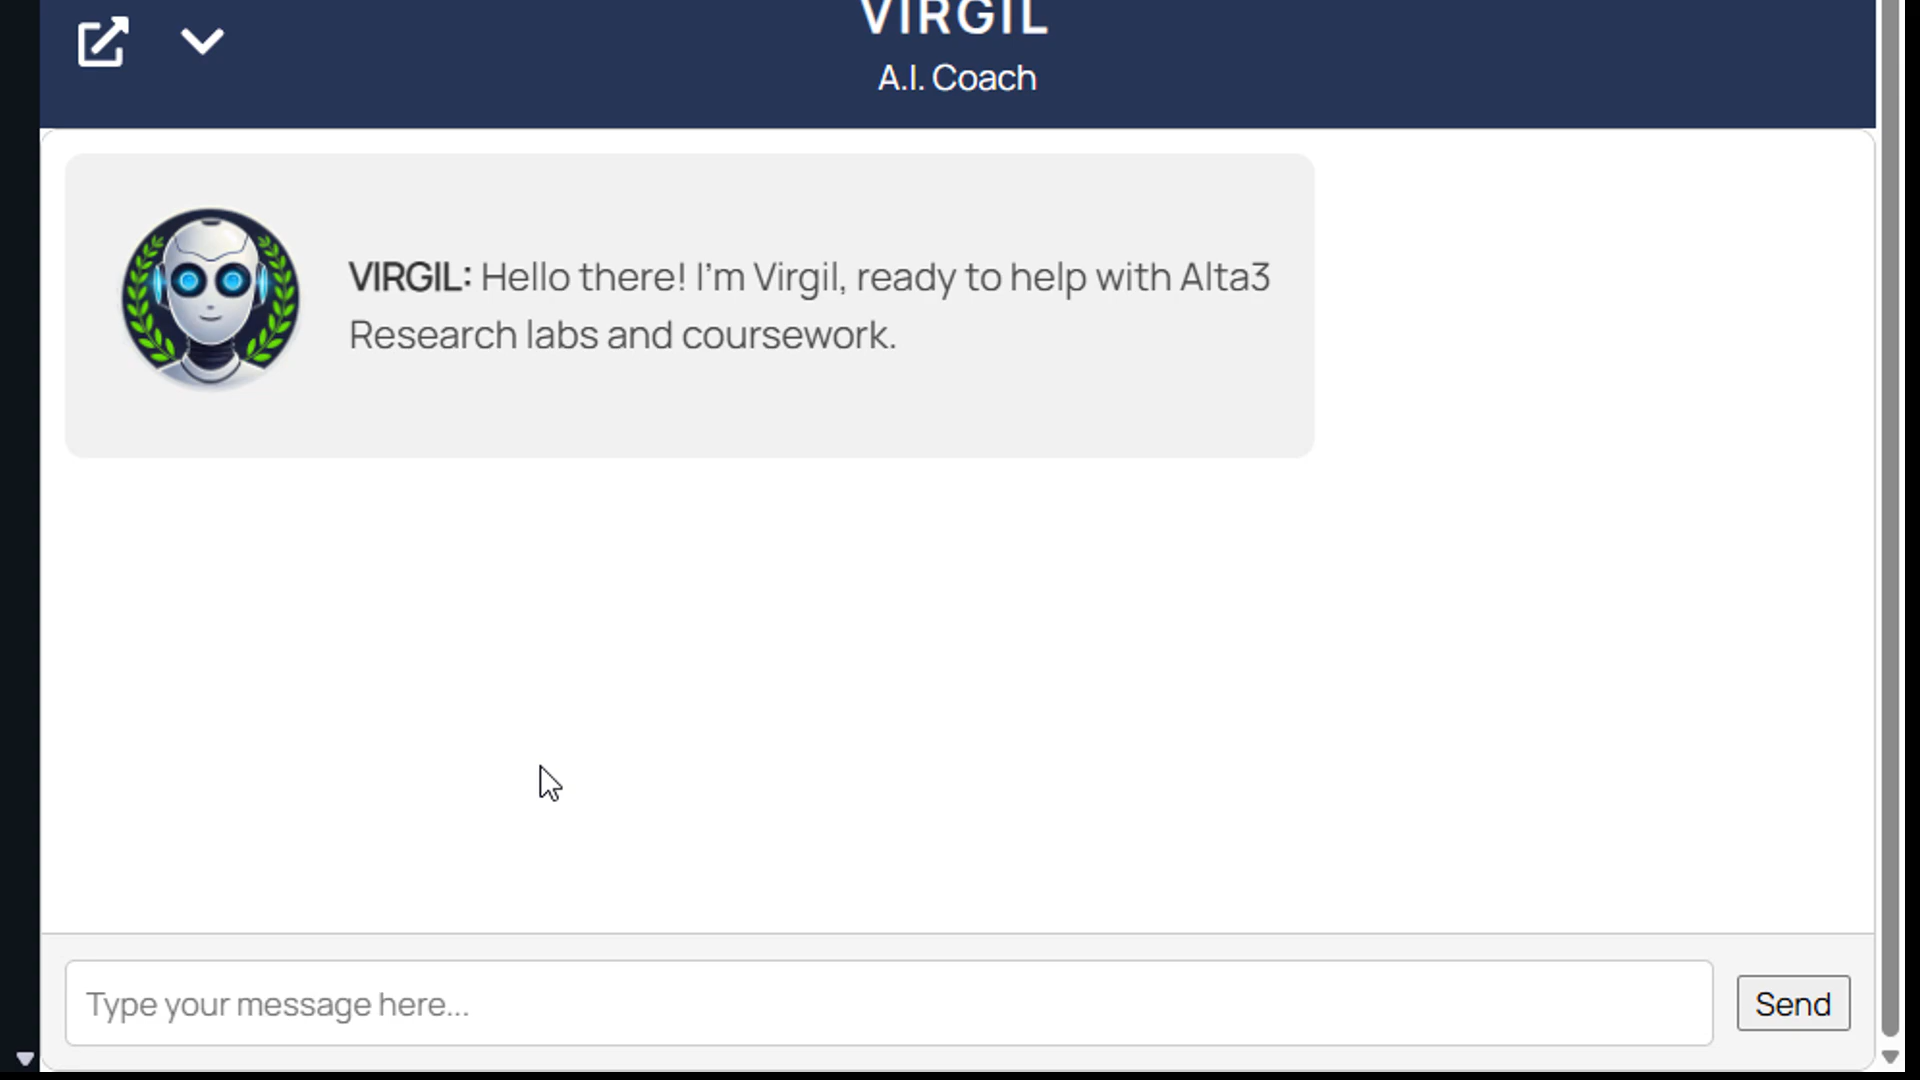 VIRGIL
A.I. Coach
VIRGIL: Hello there! I'm Virgil, ready to help with Alta3
Research labs and coursework.
Type your message here...
Send